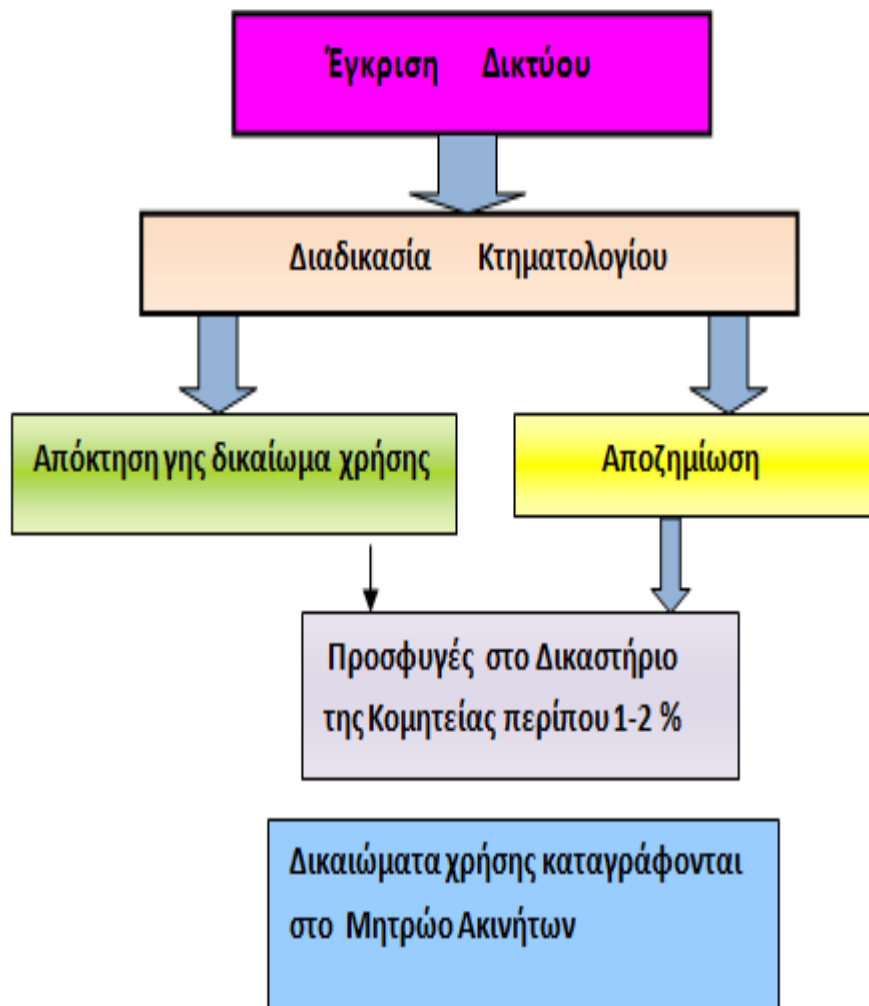 Έγκριση Δικτύου
Διαδικασία Κτηματολογίου
Απόκτηση γης δικαίωμα χρήσης
Αποζημίωση
Προσφυγές στο Δικαστήριο
της Κομητείας περίπου 1-2 %
Δικαιώματα χρήσης καταγράφονται
στο Μητρώο Ακινήτων